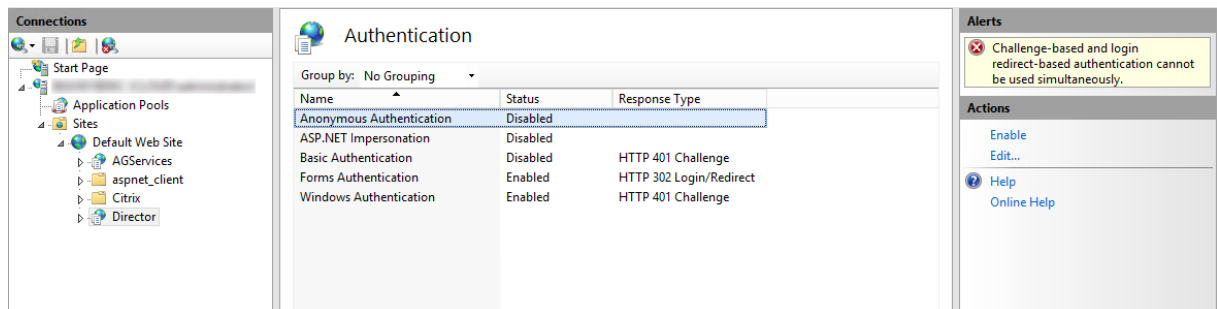 Connections
Start Page
Application Pools
Sites
Default Web Site
AGServices
aspnet_client
Citrix
Director
Authentication
Group by: No Grouping
Name Status Response Type
Anonymous Authentication Disabled
ASP.NET Impersonation Disabled
Basic Authentication Disabled HTTP 401 Challenge
Forms Authentication Enabled HTTP 302 Login/Redirect
Windows Authentication Enabled HTTP 401 Challenge
Alerts
Challenge-based and login
redirect-based authentication cannot
be used simultaneously.
Actions
Enable
Edit...
Help
Online Help